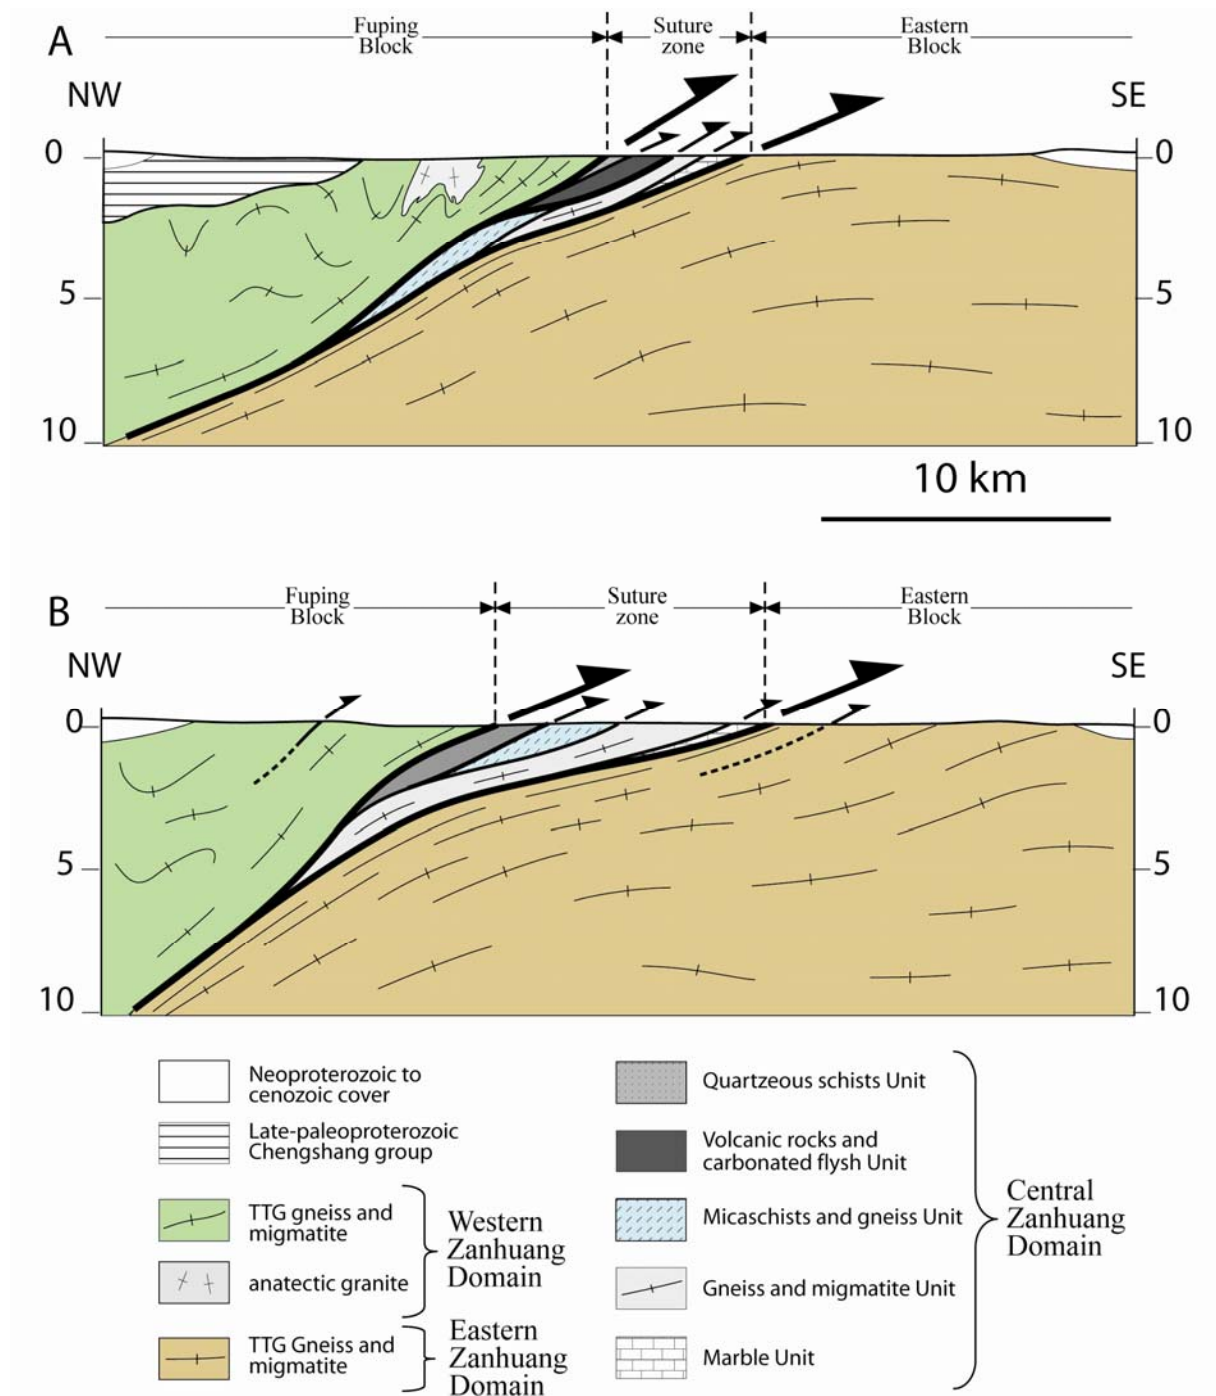 A
Fuping
Block
Suture
zone
Eastern
Block
NW
SE
0
0
5
5
10
10
10 km
B
Fuping
Block
Suture
zone
Eastern
Block
NW
SE
0
0
5
5
10
10
Neoproterozoic to
cenozoic cover
Late-paleoproterozoic
Chengshang group
TTG gneiss and
migmatite
anatectic granite
Western
Zanhuang
Domain
TTG Gneiss and
migmatite
Eastern
Zanhuang
Domain
Quartzeous schists Unit
Volcanic rocks and
carbonated flysh Unit
Micaschists and gneiss Unit
Gneiss and migmatite Unit
Marble Unit
Central
Zanhuang
Domain